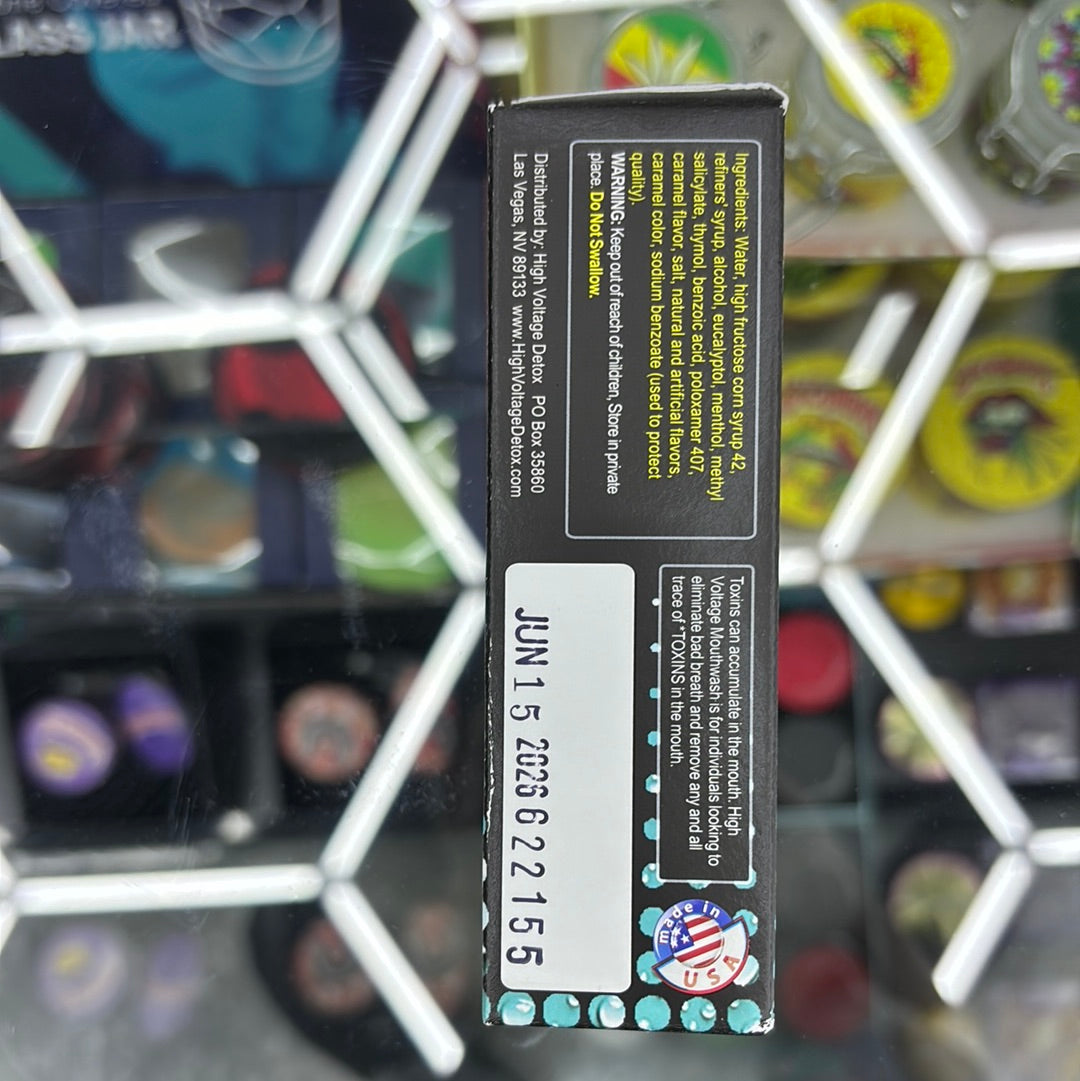 LASS JAR
Ingredients: Water, high fructose corn syrup 42,
refiners' syrup, alcohol, eucalyptol, menthol, methyl
salicylate, thymol, benzoic acid, poloxamer 407,
caramel flavor, salt, natural and artificial flavors,
caramel color, sodium benzoate (used to protect
quality).
WARNING: Keep out of reach of children, Store in private
place. Do Not Swallow.
Distributed by: High Voltage Detox PO Box 35860
Las Vegas, NV 89133 www.HighVoltageDetox.com
Toxins can accumulate in the mouth. High
Voltage Mouthwash is for individuals looking to
eliminate bad breath and remove any and all
trace of *TOXINS in the mouth.
JUN 15 2026 622155
made in
USA